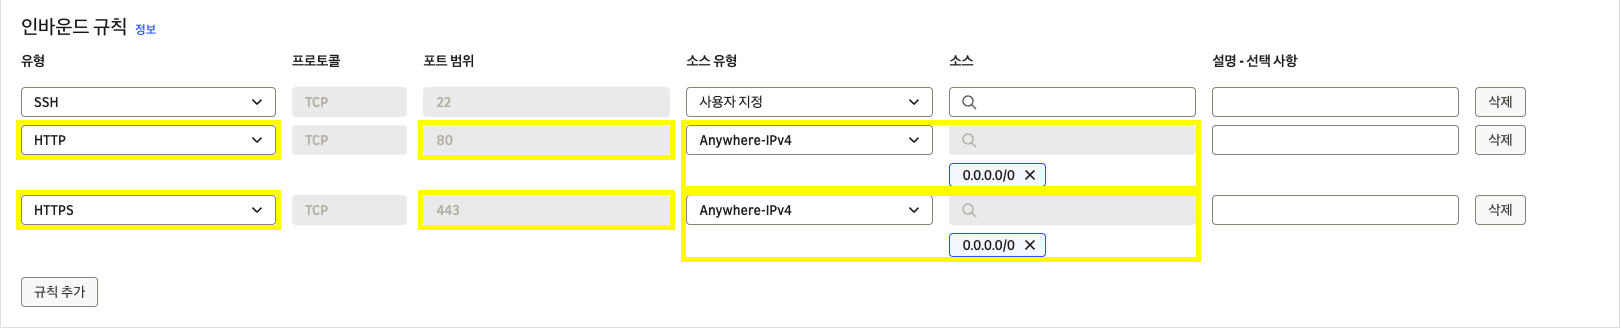 인바운드 규칙 정보
유형 프로토콜 포트 범위 소스 유형 소스 설명 - 선택 사항
SSH TCP 22 사용자 지정 삭제
HTTP TCP 80 Anywhere-IPv4 삭제
0.0.0.0/0
HTTPS TCP 443 Anywhere-IPv4 삭제
0.0.0.0/0
규칙 추가